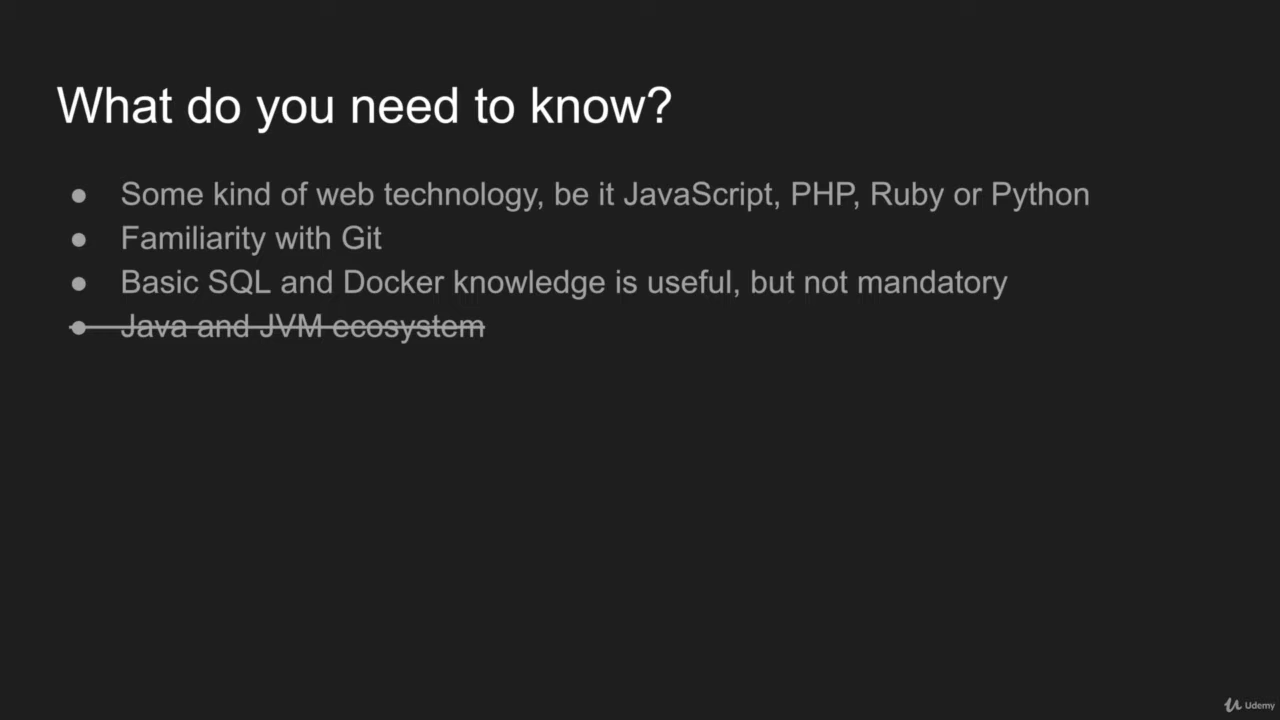 What do you need to know?
● Some kind of web technology, be it JavaScript, PHP, Ruby or Python
● Familiarity with Git
● Basic SQL and Docker knowledge is useful, but not mandatory
● Java and JVM ecosystem
Udemy